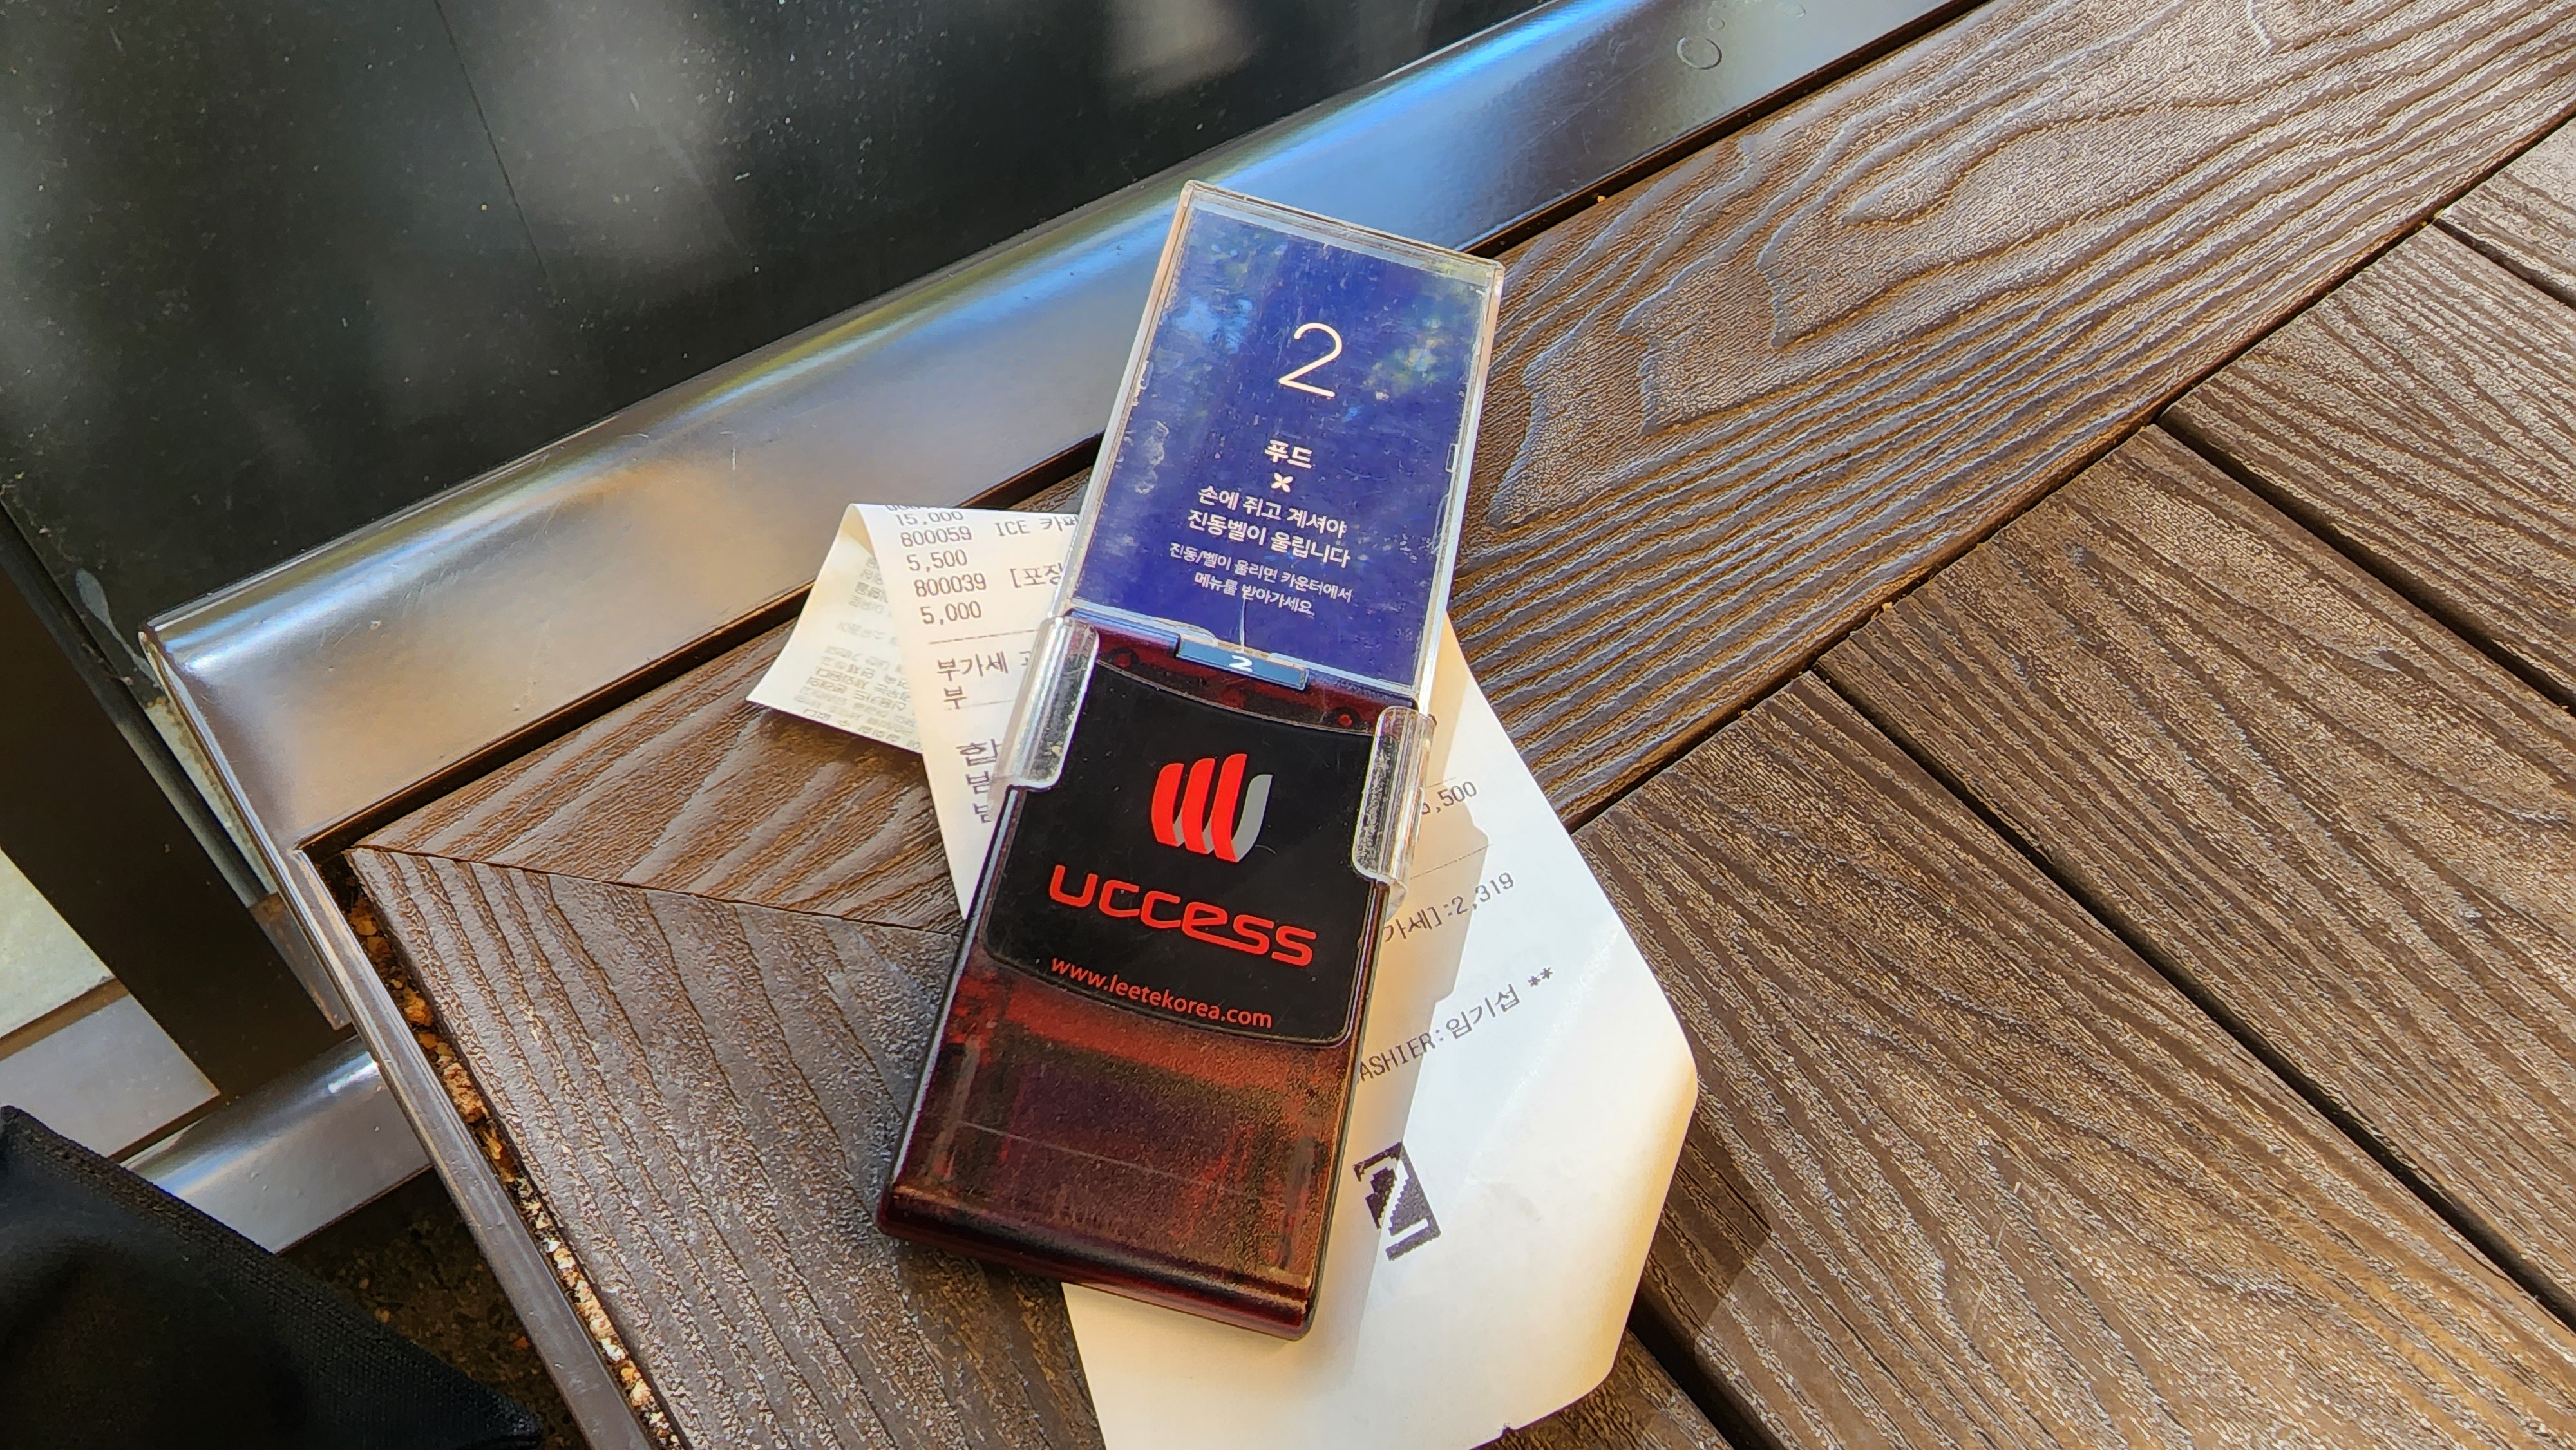 2
푸드
손에 쥐고 계셔야
진동벨이 울립니다
진동/벨이 울리면 카운터에서
메뉴를 받아가세요.
2
uccess
www.leetekorea.com
15,000
800059 ICE
5,500
800039 [포장
5,000
부가세
부
합
,500
가세]:2,319
ASHIER:임기섭 **
2